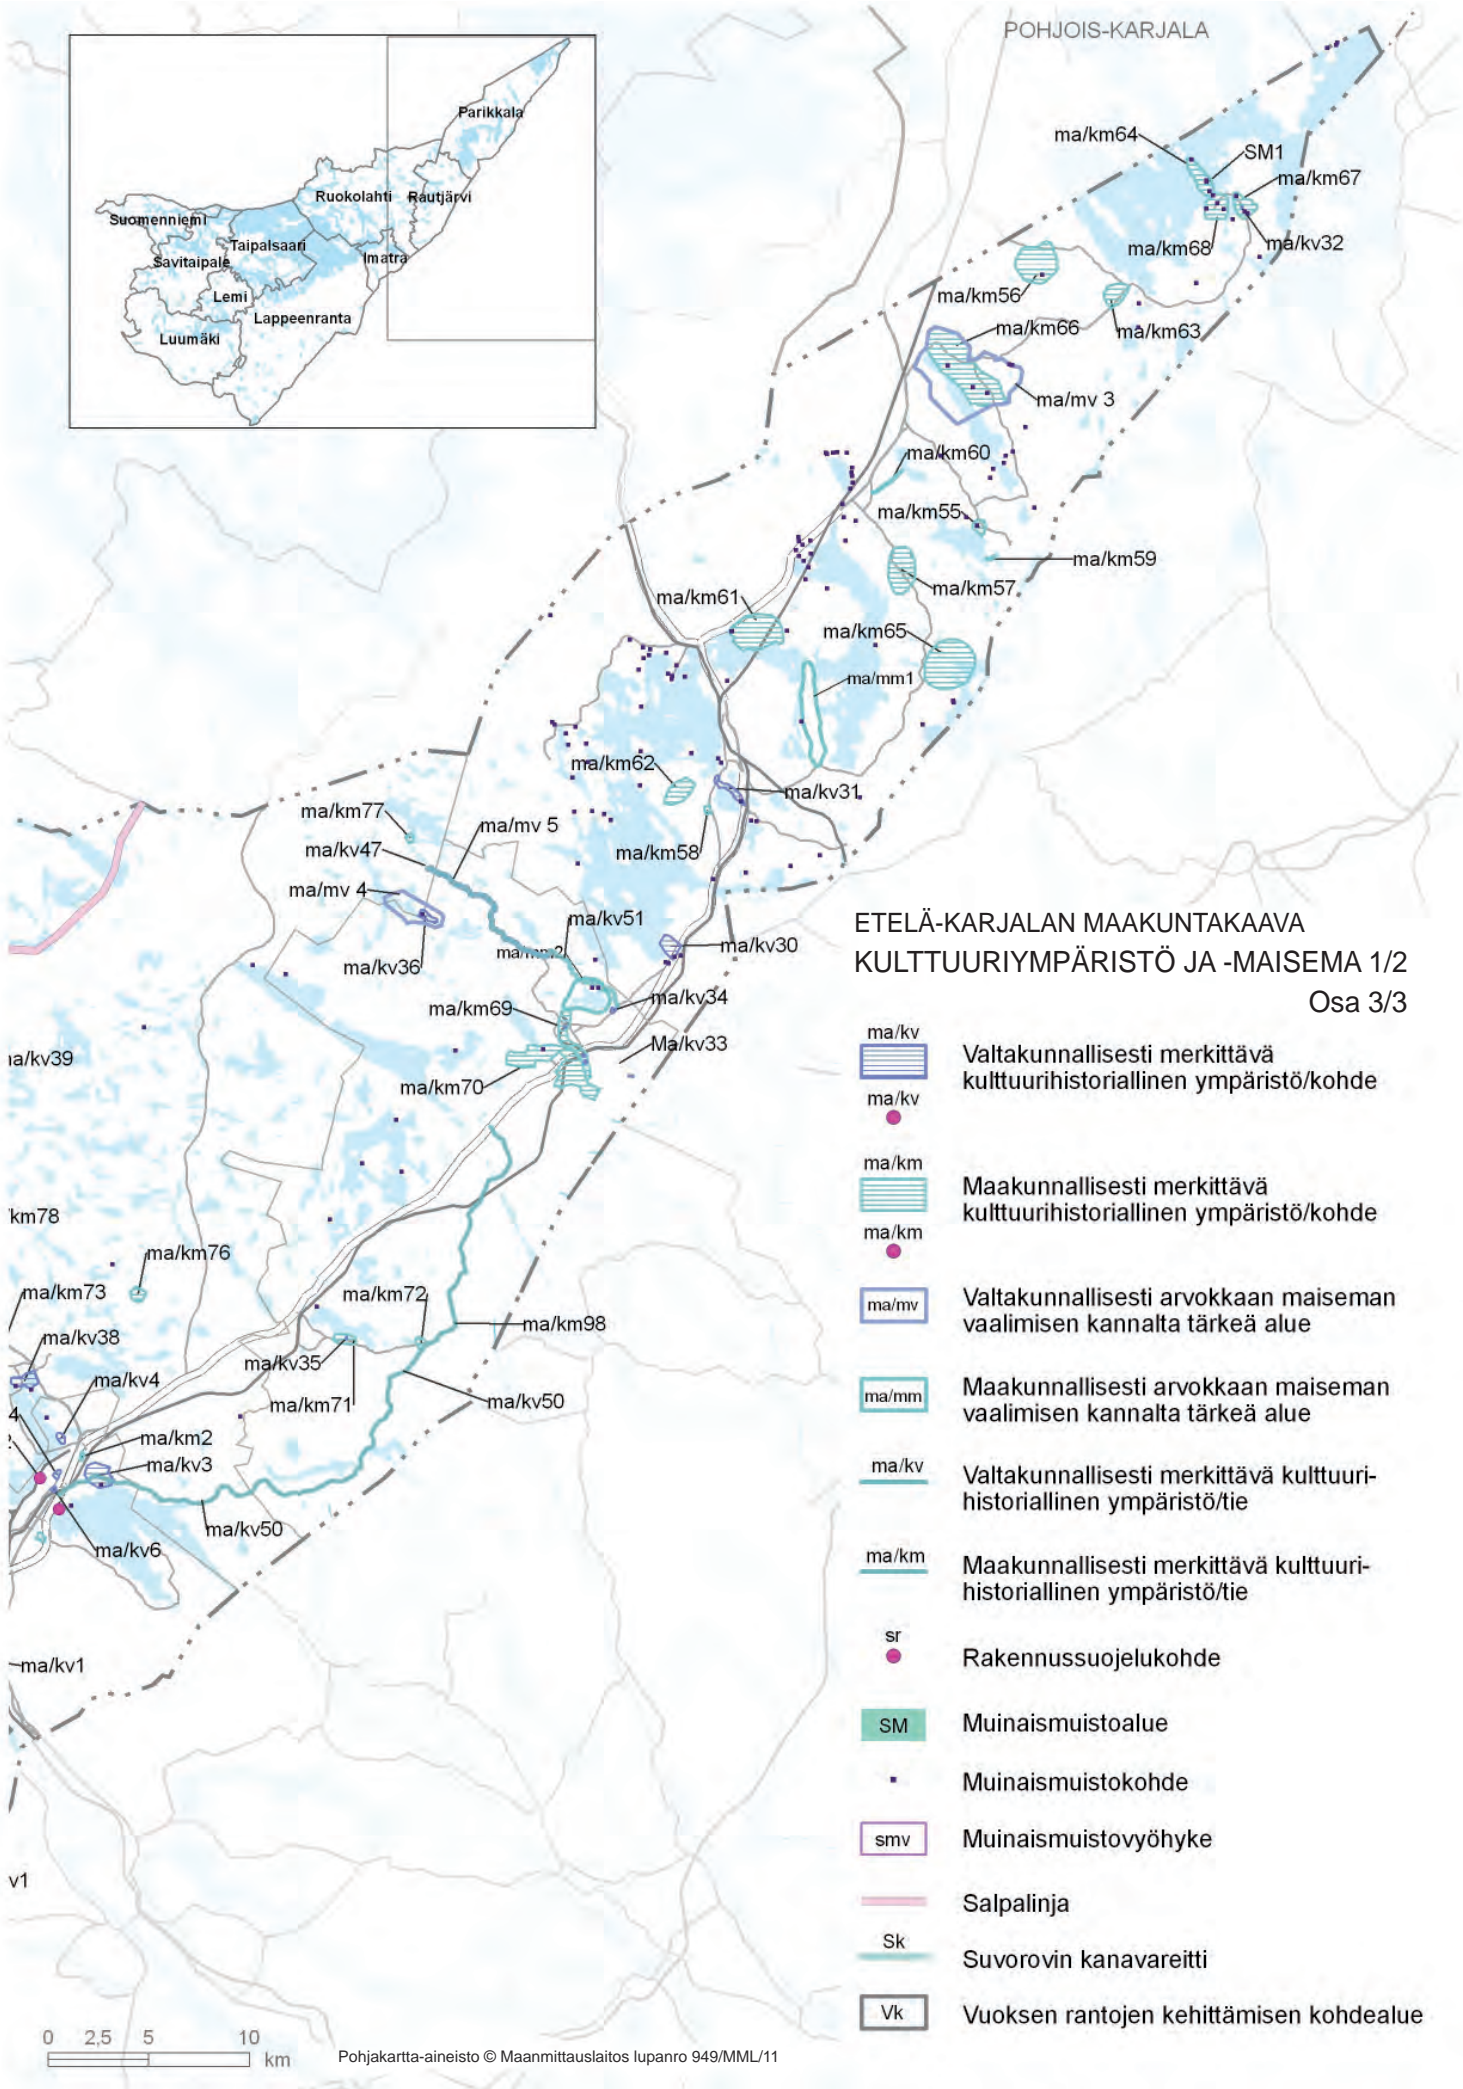 POHJOIS-KARJALA
Parikkala
Ruokolahti
Rautjärvi
Suomenniemi
Taipalsaari
Savitaipale
Imatra
Lemi
Lappeenranta
Luumäki
ma/km64
SM1
ma/km67
ma/km68
ma/kv32
ma/km56
ma/km63
ma/km66
ma/mv 3
ma/km60
ma/km55
ma/km59
ma/km57
ma/km61
ma/km65
ma/mm1
ma/km62
ma/kv31
ma/km77
ma/mv 5
ma/kv47
ma/km58
ma/mv 4
ma/kv51
ma/kv30
ma/mm2
ma/kv36
ma/kv34
ma/km69
Ma/kv33
ma/km70
na/kv39
km78
ma/km76
ma/km73
ma/km72
ma/km98
ma/kv38
ma/kv35
ma/kv4
ma/km71
ma/kv50
4
ma/km2
ma/kv3
ma/kv50
ma/kv6
ma/kv1
v1
ETELÄ-KARJALAN MAAKUNTAKAAVA
KULTTUURIYMPÄRISTÖ JA -MAISEMA 1/2
Osa 3/3
ma/kv
Valtakunnallisesti merkittävä
kulttuurihistoriallinen ympäristö/kohde
ma/kv
ma/km
Maakunnallisesti merkittävä
kulttuurihistoriallinen ympäristö/kohde
ma/km
ma/mv
Valtakunnallisesti arvokkaan maiseman
vaalimisen kannalta tärkeä alue
ma/mm
Maakunnallisesti arvokkaan maiseman
vaalimisen kannalta tärkeä alue
ma/kv
Valtakunnallisesti merkittävä kulttuuri-
historiallinen ympäristö/tie
ma/km
Maakunnallisesti merkittävä kulttuuri-
historiallinen ympäristö/tie
sr
Rakennussuojelukohde
SM
Muinaismuistoalue
Muinaismuistokohde
smv
Muinaismuistovyöhyke
Salpalinja
Sk
Suvorovin kanavareitti
Vk
Vuoksen rantojen kehittämisen kohdealue
0 2,5 5 10
km
Pohjakartta-aineisto © Maanmittauslaitos lupanro 949/MML/11